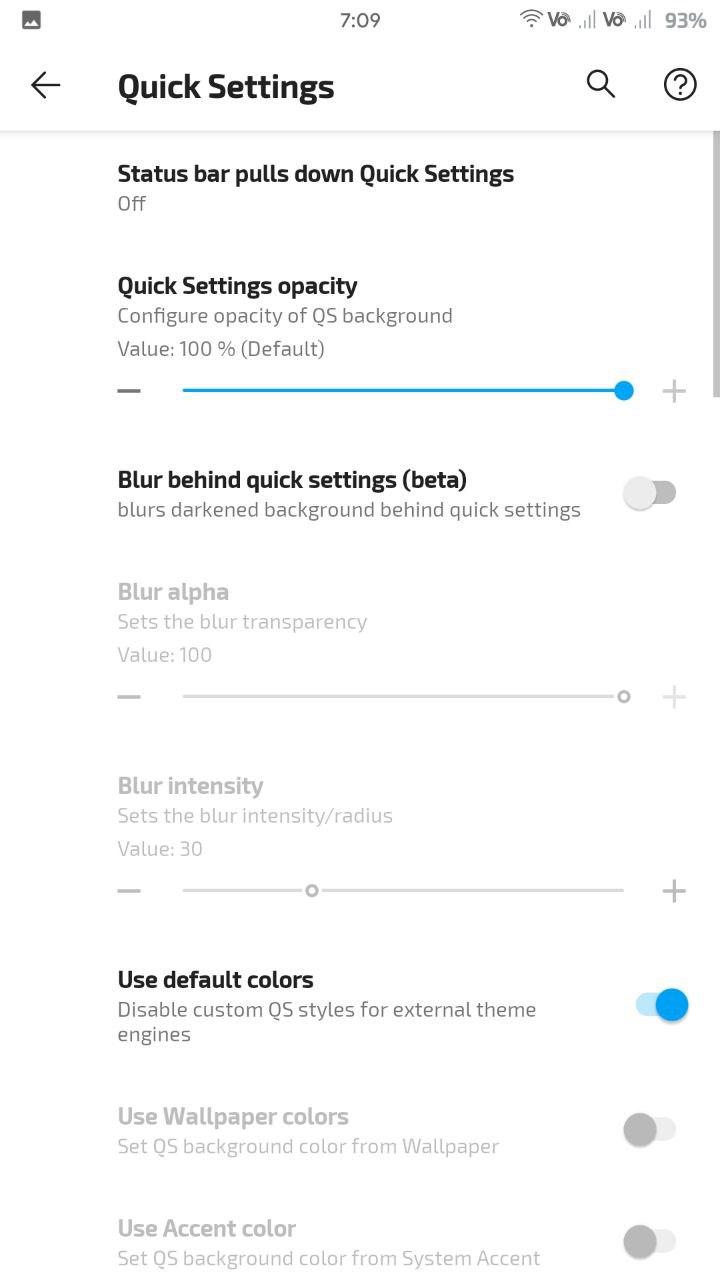 7:09 Vo Vo 93%
Quick Settings
Status bar pulls down Quick Settings
Off
Quick Settings opacity
Configure opacity of QS background
Value: 100 % (Default)
Blur behind quick settings (beta)
blurs darkened background behind quick settings
Blur alpha
Sets the blur transparency
Value: 100
Blur intensity
Sets the blur intensity/radius
Value: 30
Use default colors
Disable custom QS styles for external theme
engines
Use Wallpaper colors
Set QS background color from Wallpaper
Use Accent color
Set QS background color from System Accent